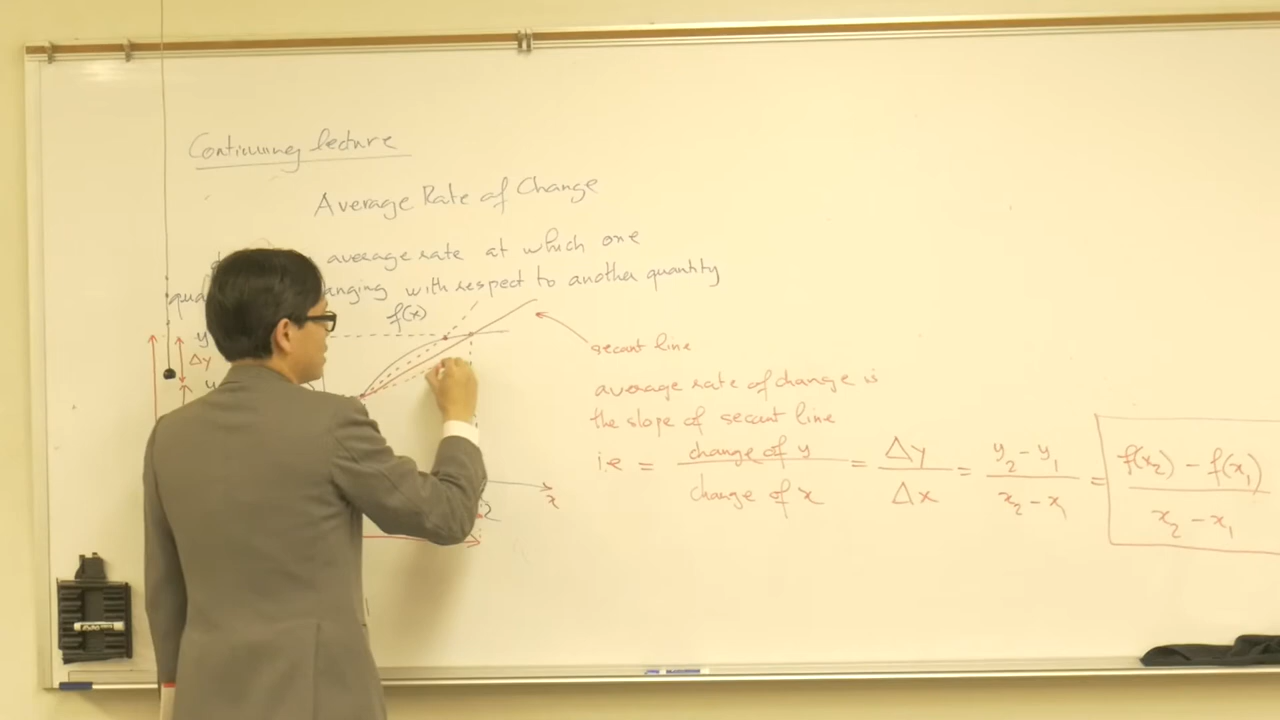 Continuing lecture
Average Rate of Change
average rate at which one
anging with respect to another quantity
f(x)
y
Δy
secant line
average rate of change is
the slope of secant line
i.e = change of y / change of x = Δy / Δx = y₂ - y₁ / x₂ - x₁ = f(x₂) - f(x₁) / x₂ - x₁
x
2